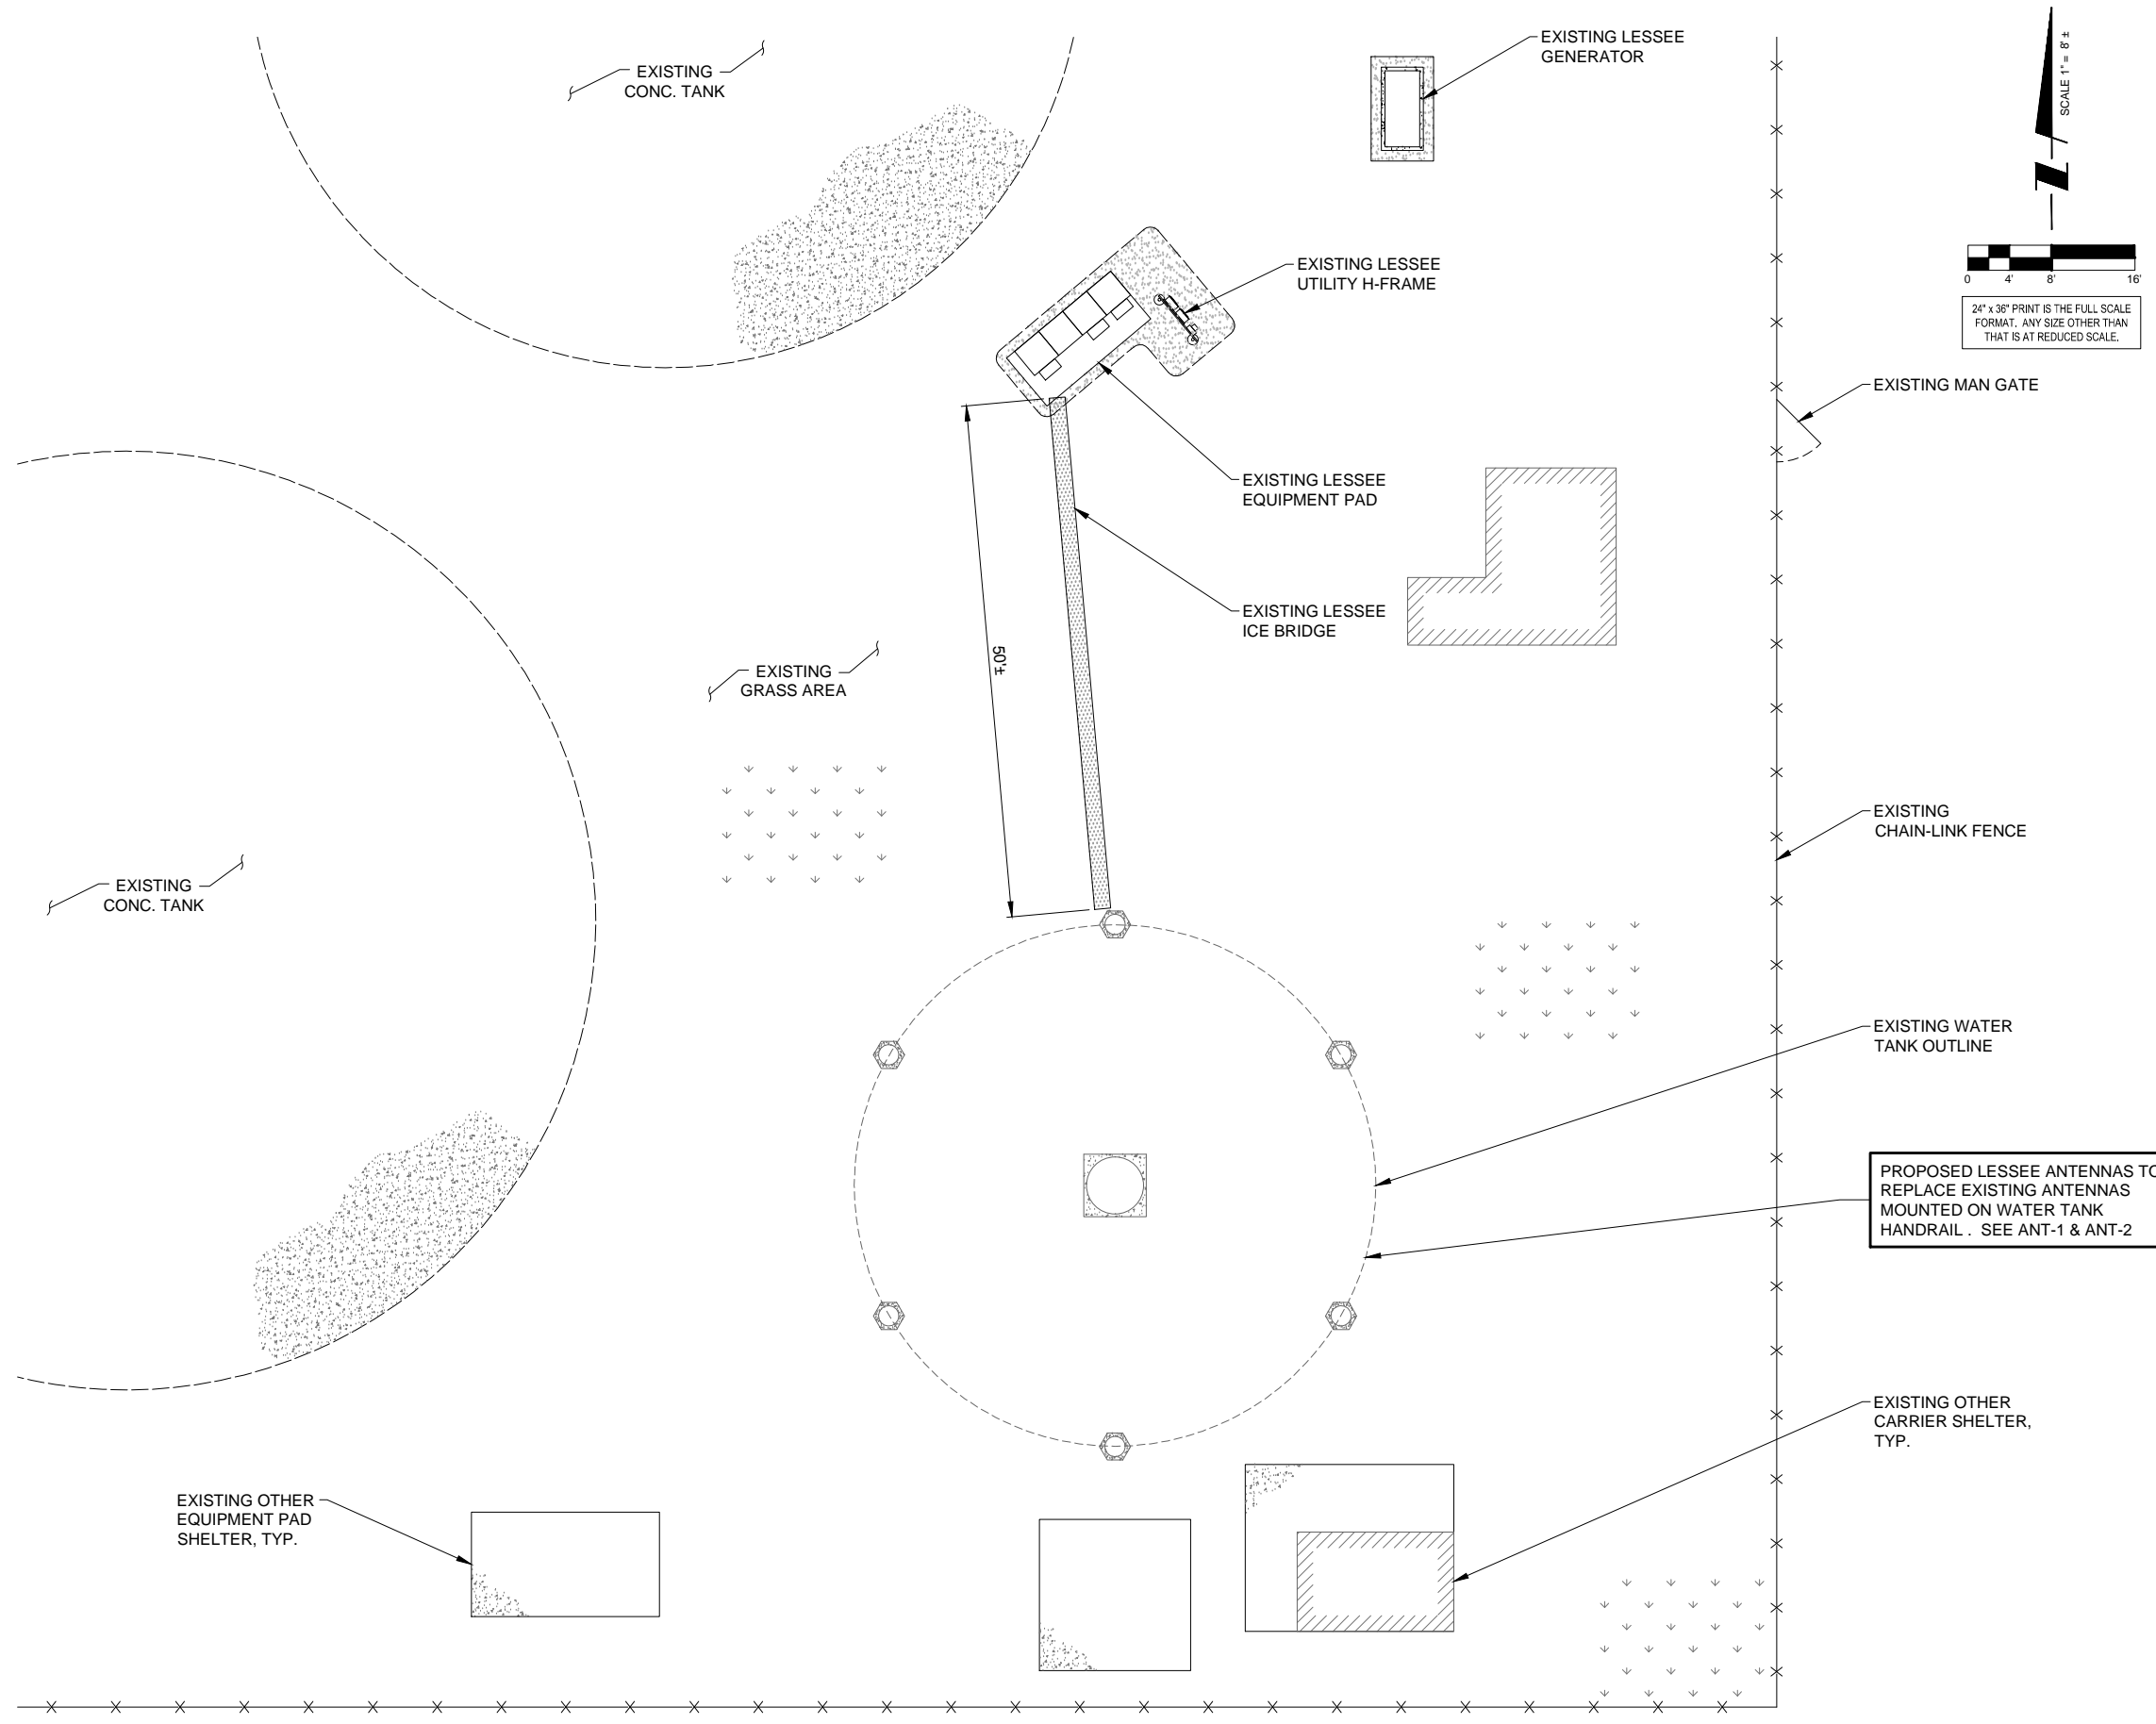 EXISTING
CONC. TANK
EXISTING LESSEE
GENERATOR
SCALE 1" = 8'±
0 4' 8' 16'
24" x 36" PRINT IS THE FULL SCALE
FORMAT. ANY SIZE OTHER THAN
THAT IS AT REDUCED SCALE.
EXISTING LESSEE
UTILITY H-FRAME
EXISTING MAN GATE
EXISTING LESSEE
EQUIPMENT PAD
EXISTING LESSEE
ICE BRIDGE
50'±
EXISTING
GRASS AREA
EXISTING
CHAIN-LINK FENCE
EXISTING
CONC. TANK
EXISTING WATER
TANK OUTLINE
PROPOSED LESSEE ANTENNAS TO
REPLACE EXISTING ANTENNAS
MOUNTED ON WATER TANK
HANDRAIL . SEE ANT-1 & ANT-2
EXISTING OTHER
CARRIER SHELTER,
TYP.
EXISTING OTHER
EQUIPMENT PAD
SHELTER, TYP.